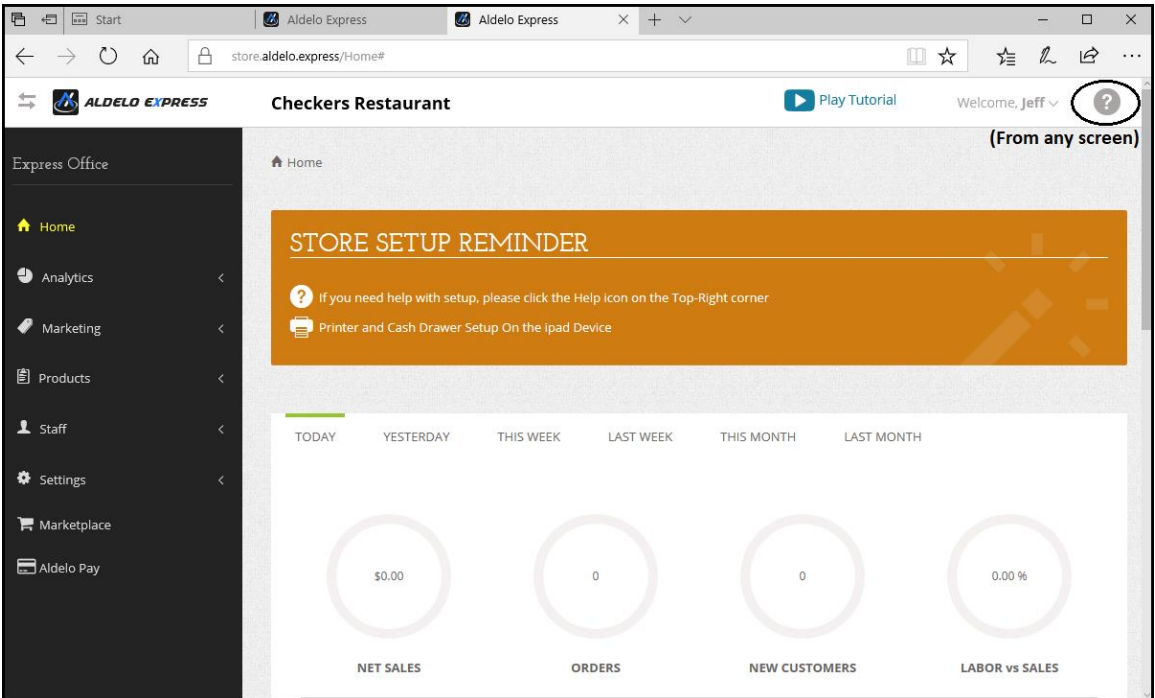 Start
Aldelo Express
Aldelo Express
store.aldelo.express/Home#
ALDELO EXPRESS
Checkers Restaurant
Play Tutorial
Welcome, Jeff
?
(From any screen)
Express Office
Home
Home
Analytics
Marketing
Products
Staff
Settings
Marketplace
Aldelo Pay
STORE SETUP REMINDER
? If you need help with setup, please click the Help icon on the Top-Right corner
Printer and Cash Drawer Setup On the ipad Device
TODAY YESTERDAY THIS WEEK LAST WEEK THIS MONTH LAST MONTH
$0.00 0 0 0.00 %
NET SALES ORDERS NEW CUSTOMERS LABOR vs SALES